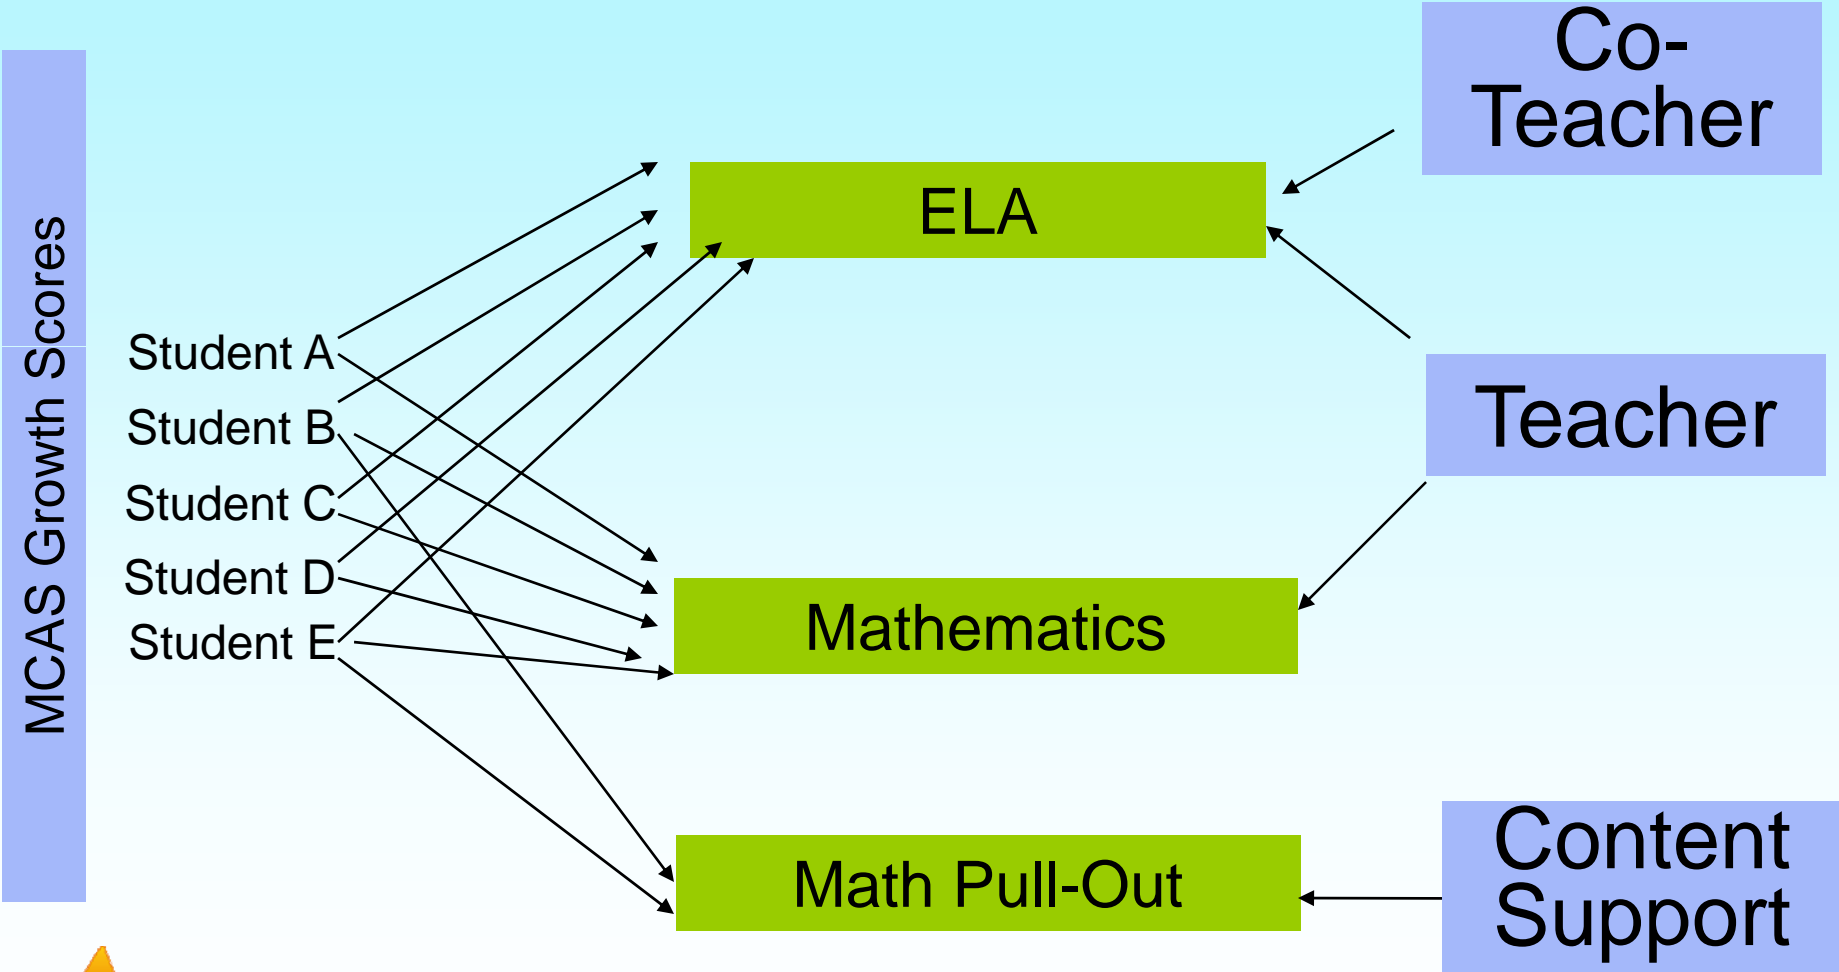 MCAS Growth Scores
Student A
Student B
Student C
Student D
Student E
ELA
Mathematics
Math Pull-Out
Co-
Teacher
Teacher
Content
Support